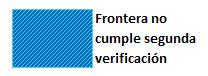 Frontera no
cumple segunda
verificación